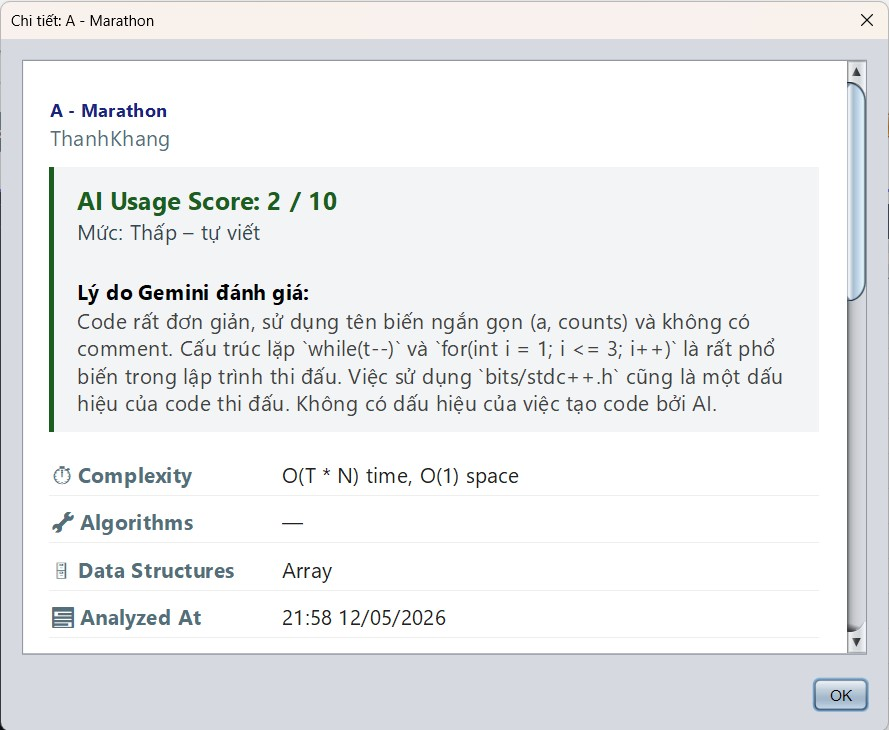 Chi tiết: A - Marathon
A - Marathon
ThanhKhang
AI Usage Score: 2 / 10
Mức: Thấp – tự viết
Lý do Gemini đánh giá:
Code rất đơn giản, sử dụng tên biến ngắn gọn (a, counts) và không có
comment. Cấu trúc lặp `while(t--)` và `for(int i = 1; i <= 3; i++)` là rất phổ
biến trong lập trình thi đấu. Việc sử dụng `bits/stdc++.h` cũng là một dấu
hiệu của code thi đấu. Không có dấu hiệu của việc tạo code bởi AI.
Complexity O(T * N) time, O(1) space
Algorithms —
Data Structures Array
Analyzed At 21:58 12/05/2026
OK